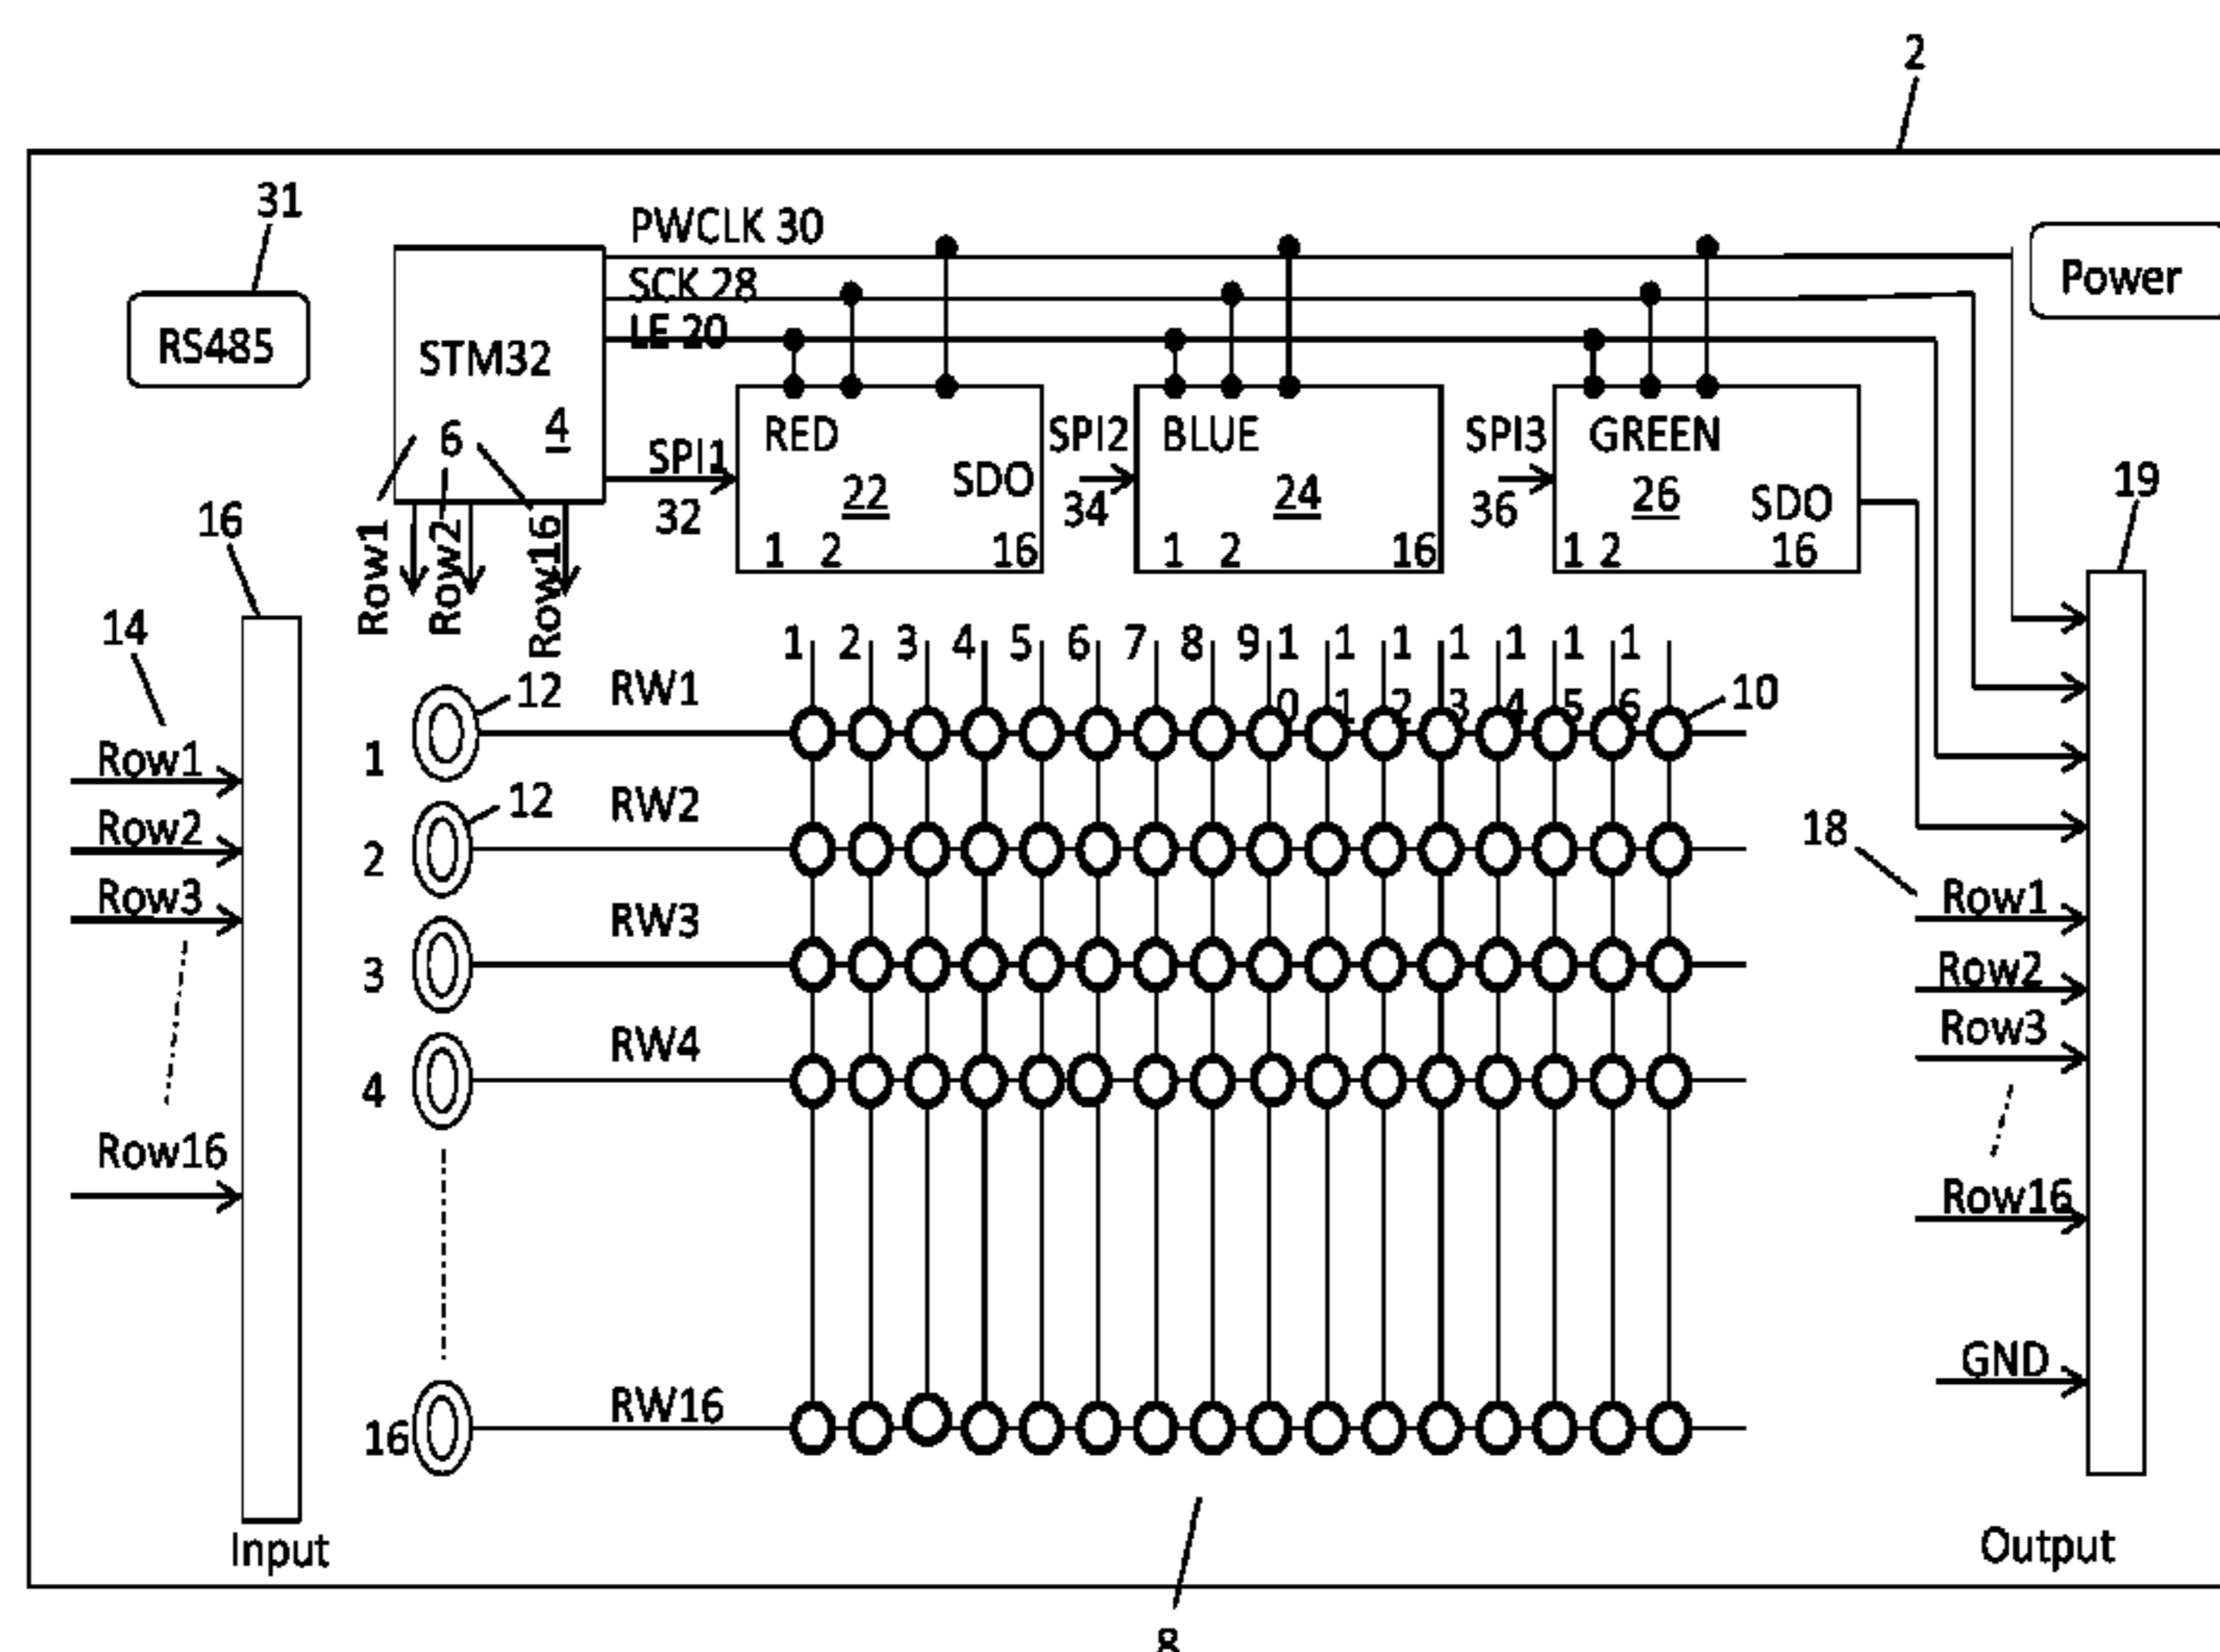 2
31
PWCLK 30
SCK 28
LE 20
Power
RS485
STM32
4
6
SPI1
32
RED
22
SDO
1 2 16
SPI2
34
BLUE
24
1 2 16
SPI3
36
GREEN
26
SDO
1 2 16
19
Row1
Row2
Row16
16
14
Row1
Row2
Row3
Row16
Input
1 2 3 4 5 6 7 8 9 10 11 12 13 14 15 16
12
RW1
10
1
12
RW2
2
RW3
3
RW4
4
RW16
16
18
Row1
Row2
Row3
Row16
GND
Output
8